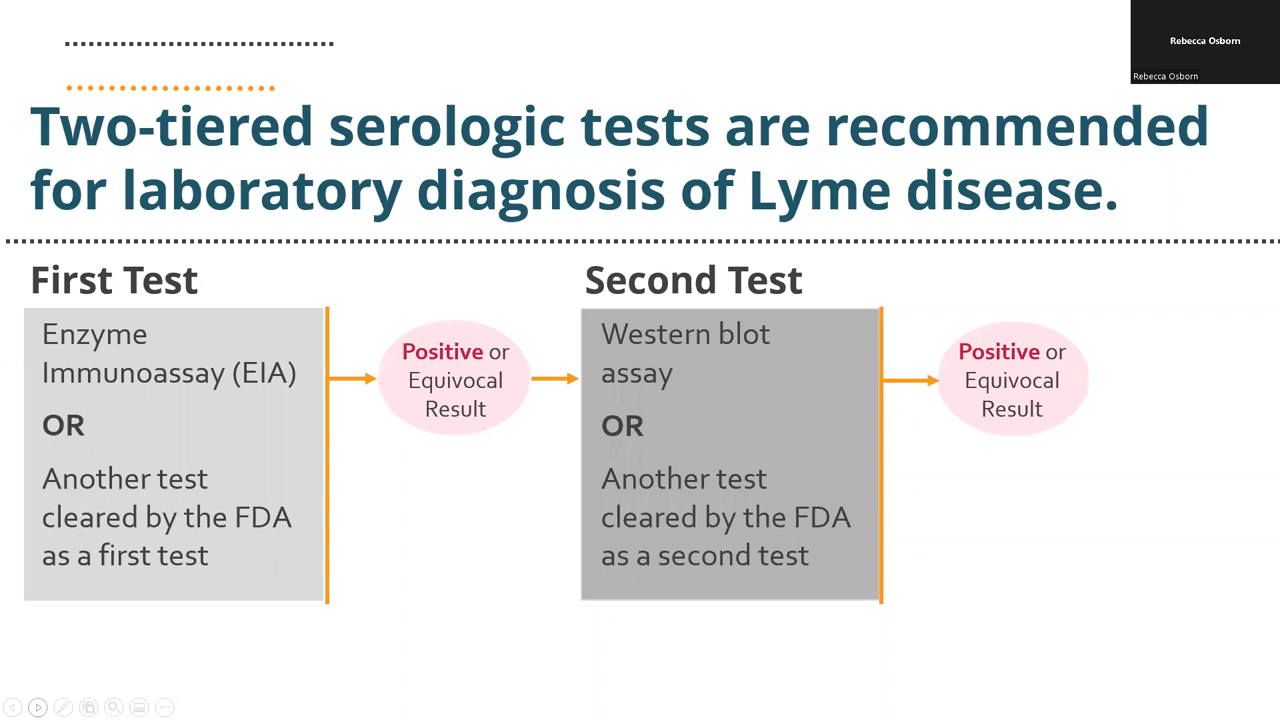 Rebecca Osborn
Rebecca Osborn
Two-tiered serologic tests are recommended
for laboratory diagnosis of Lyme disease.
First Test
Enzyme
Immunoassay (EIA)
OR
Another test
cleared by the FDA
as a first test
Positive or
Equivocal
Result
Second Test
Western blot
assay
OR
Another test
cleared by the FDA
as a second test
Positive or
Equivocal
Result